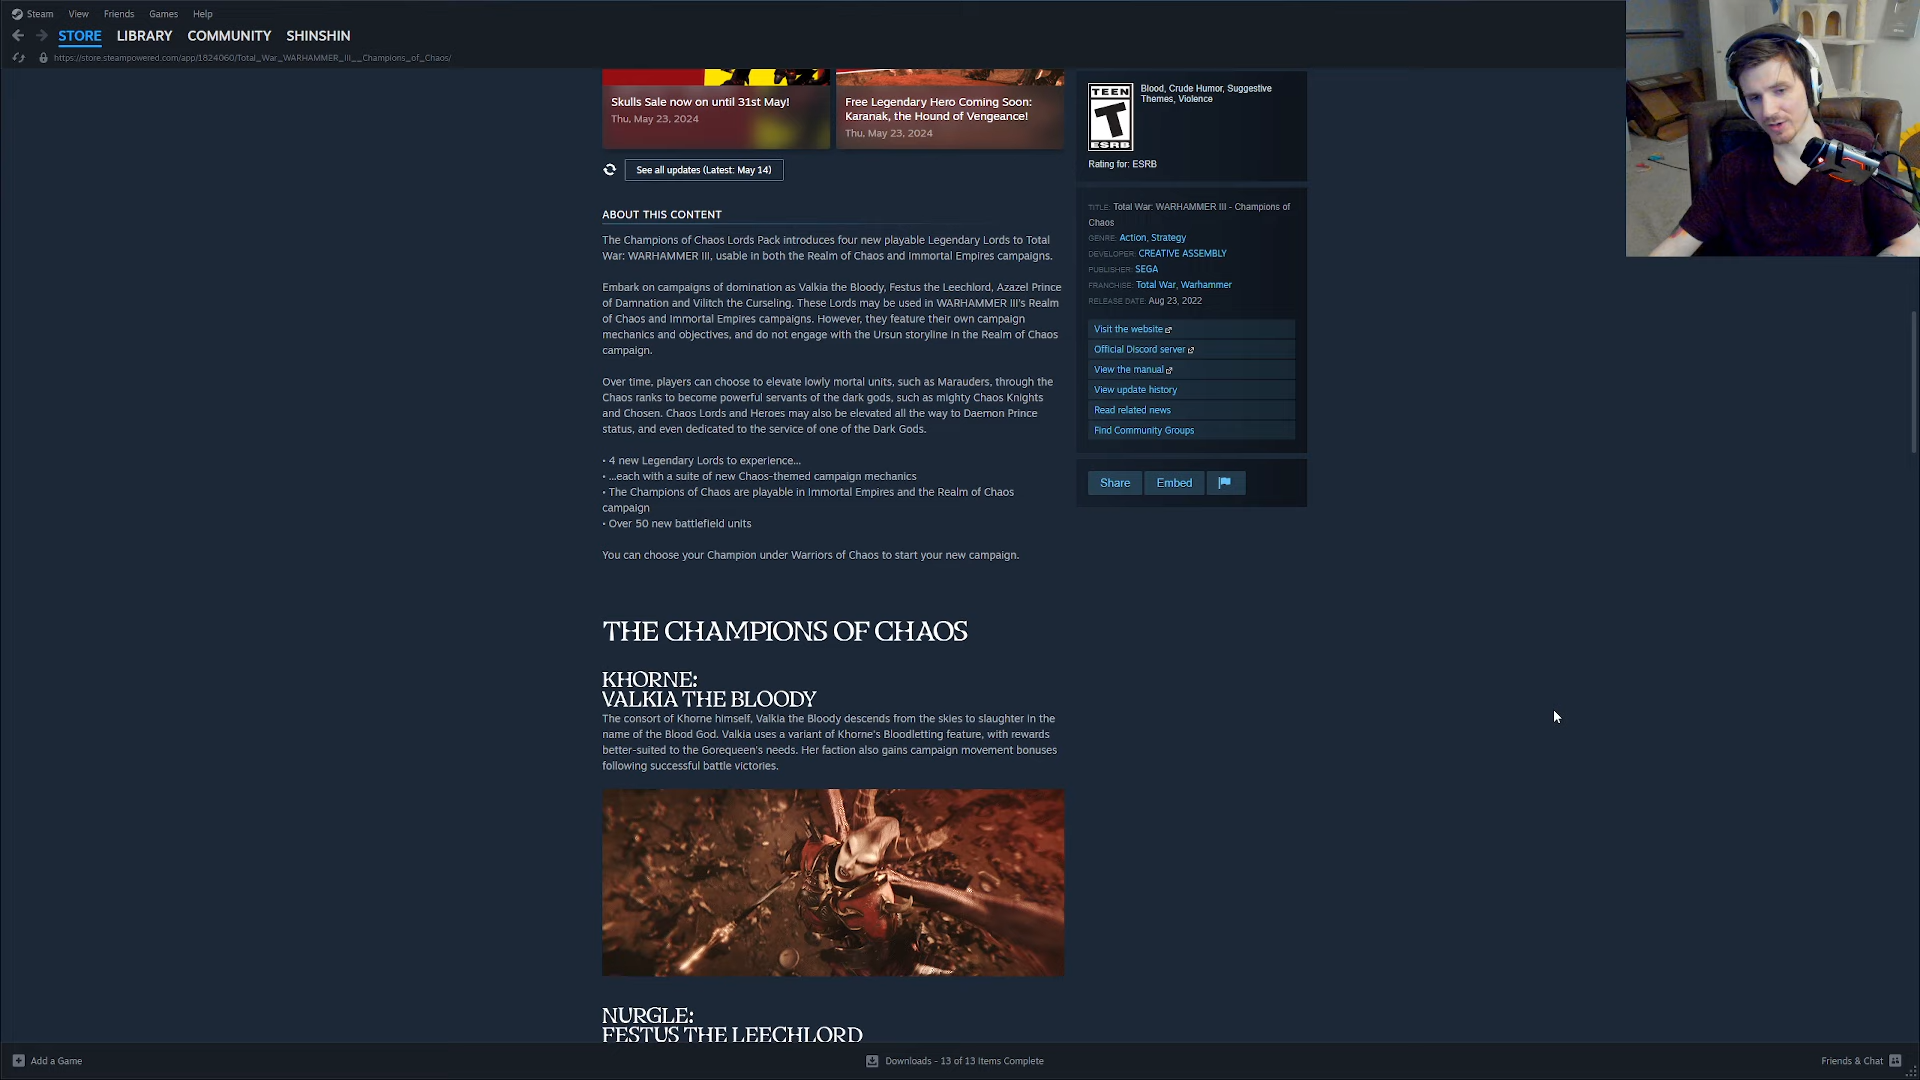 Steam View Friends Games Help
STORE LIBRARY COMMUNITY SHINSHIN
https://store.steampowered.com/app/1824060/Total_War_WARHAMMER_III__Champions_of_Chaos/
Skulls Sale now on until 31st May!
Thu, May 23, 2024
Free Legendary Hero Coming Soon:
Karanak, the Hound of Vengeance!
Thu, May 23, 2024
See all updates (Latest: May 14)
ABOUT THIS CONTENT
The Champions of Chaos Lords Pack introduces four new playable Legendary Lords to Total
War: WARHAMMER III, usable in both the Realm of Chaos and Immortal Empires campaigns.
Embark on campaigns of domination as Valkia the Bloody, Festus the Leechlord, Azazel Prince
of Damnation and Vilitch the Curseling. These Lords may be used in WARHAMMER III's Realm
of Chaos and Immortal Empires campaigns. However, they feature their own campaign
mechanics and objectives, and do not engage with the Ursun storyline in the Realm of Chaos
campaign.
Over time, players can choose to elevate lowly mortal units, such as Marauders, through the
Chaos ranks to become powerful servants of the dark gods, such as mighty Chaos Knights
and Chosen. Chaos Lords and Heroes may also be elevated all the way to Daemon Prince
status, and even dedicated to the service of one of the Dark Gods.
• 4 new Legendary Lords to experience...
• ...each with a suite of new Chaos-themed campaign mechanics
• The Champions of Chaos are playable in Immortal Empires and the Realm of Chaos
campaign
• Over 50 new battlefield units
You can choose your Champion under Warriors of Chaos to start your new campaign.
THE CHAMPIONS OF CHAOS
KHORNE:
VALKIA THE BLOODY
The consort of Khorne himself, Valkia the Bloody descends from the skies to slaughter in the
name of the Blood God. Valkia uses a variant of Khorne's Bloodletting feature, with rewards
better-suited to the Gorequeen's needs. Her faction also gains campaign movement bonuses
following successful battle victories.
NURGLE:
FESTUS THE LEECHLORD
TEEN
T
ESRB
Blood, Crude Humor, Suggestive
Themes, Violence
Rating for: ESRB
TITLE: Total War: WARHAMMER III - Champions of
Chaos
GENRE: Action, Strategy
DEVELOPER: CREATIVE ASSEMBLY
PUBLISHER: SEGA
FRANCHISE: Total War, Warhammer
RELEASE DATE: Aug 23, 2022
Visit the website
Official Discord server
View the manual
View update history
Read related news
Find Community Groups
Share Embed
Add a Game
Downloads - 13 of 13 Items Complete
Friends & Chat